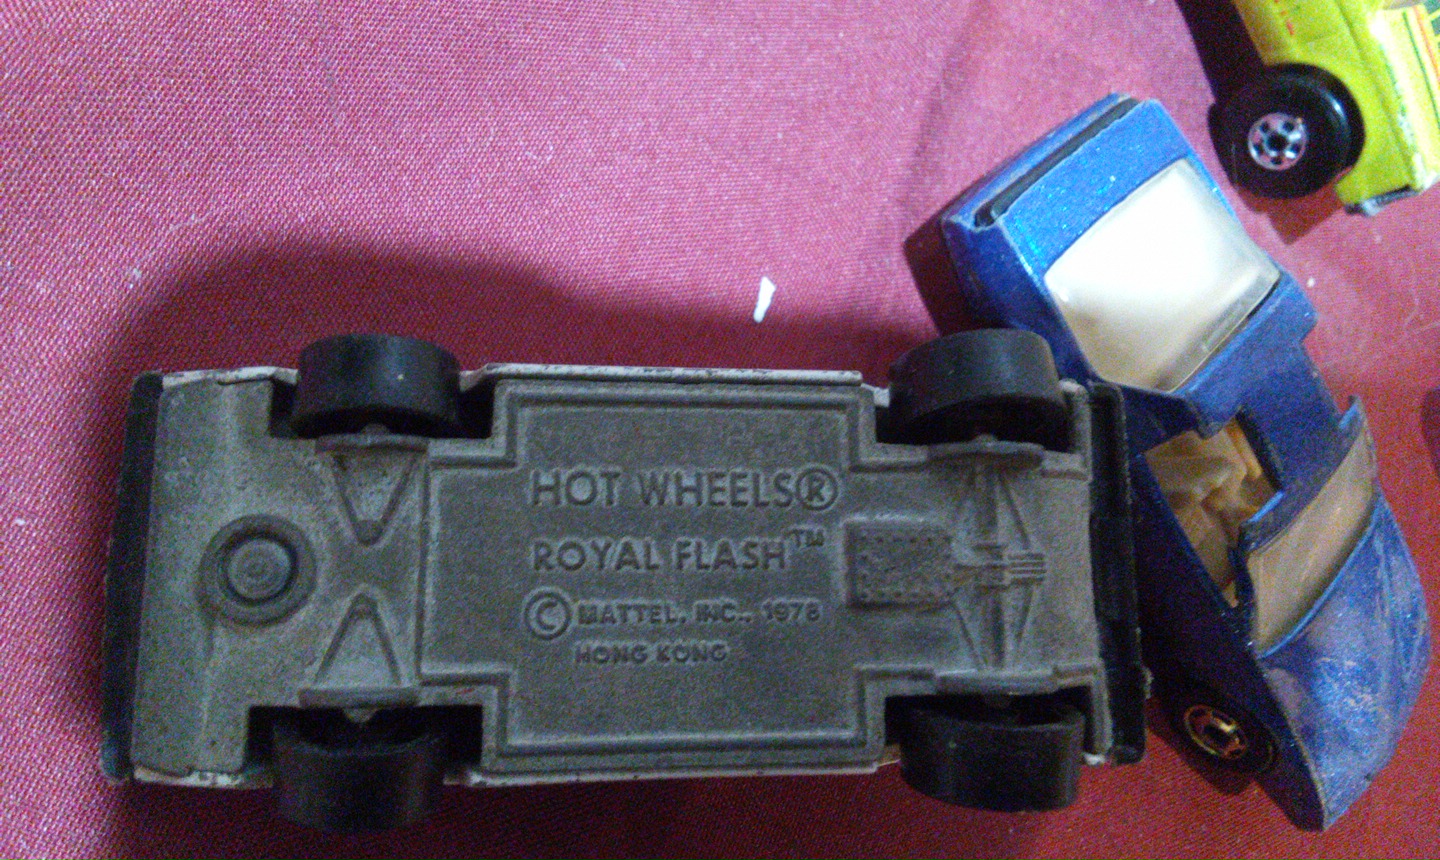 HOT WHEELS®
ROYAL FLASH™
© MATTEL, INC., 1978
HONG KONG